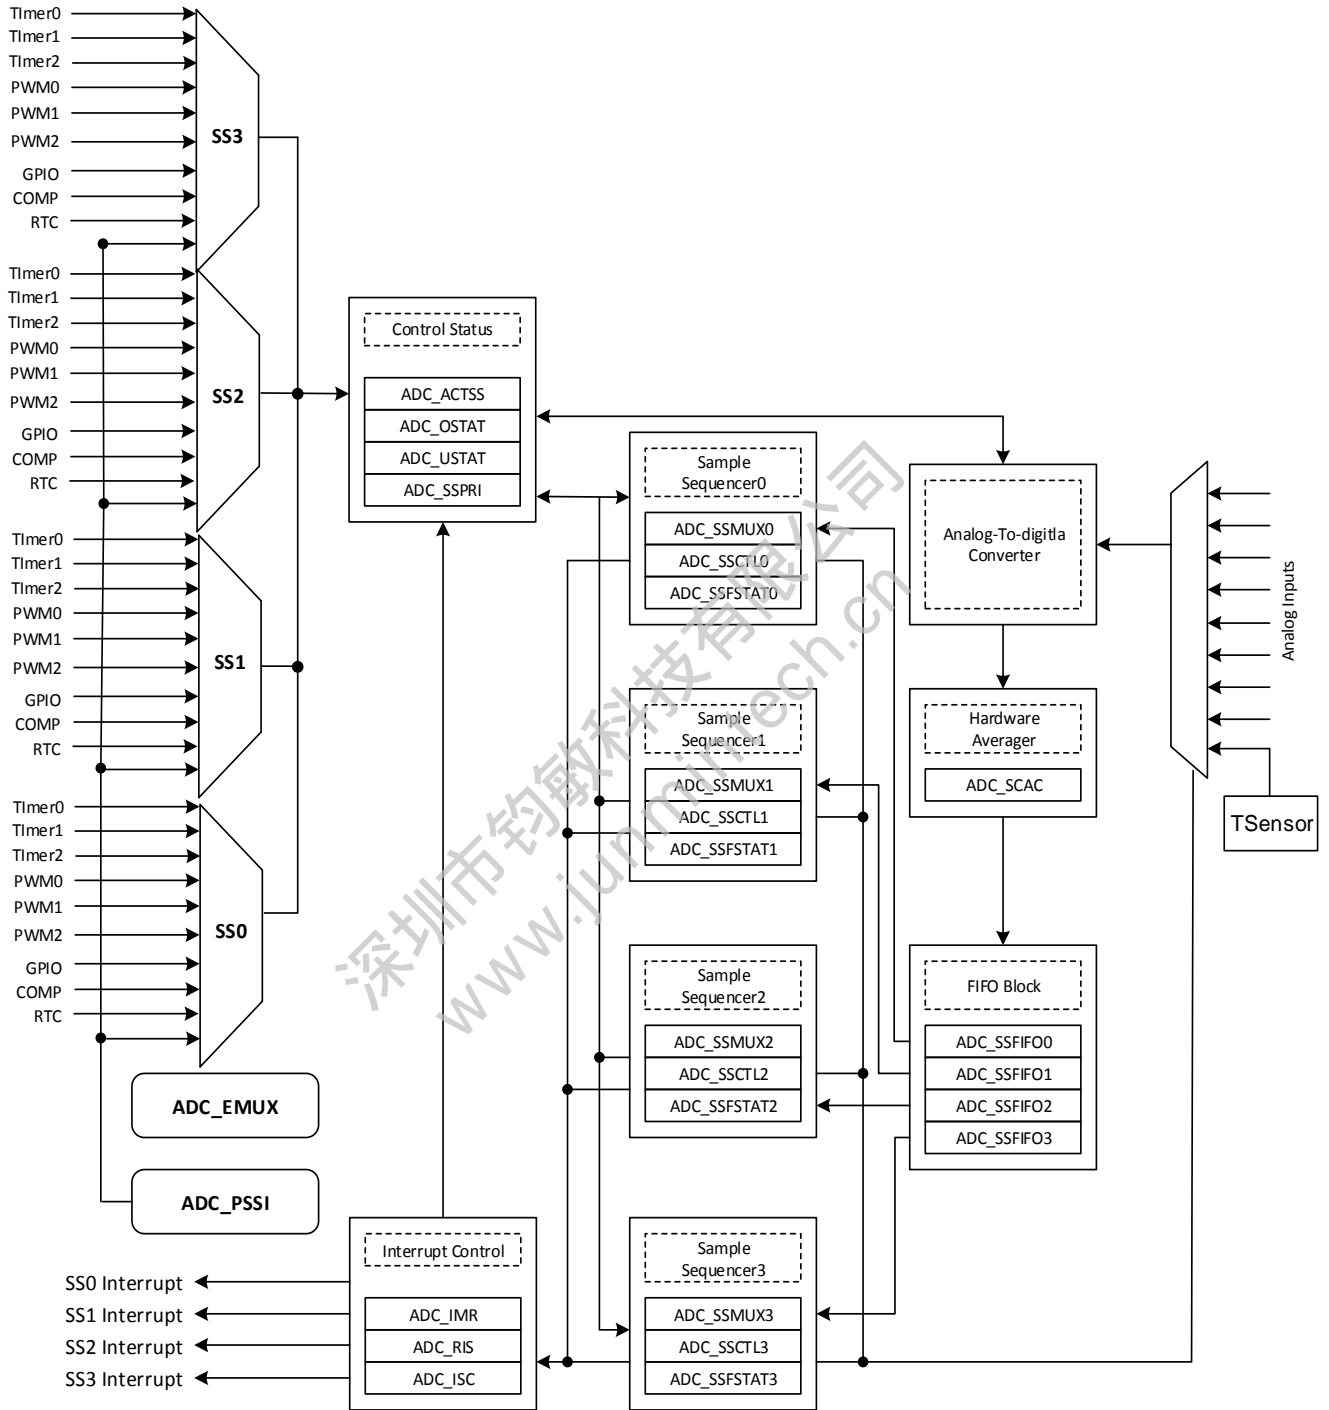 TImer0
TImer1
TImer2
PWM0
PWM1
PWM2
GPIO
COMP
RTC
SS3
TImer0
TImer1
TImer2
PWM0
PWM1
PWM2
GPIO
COMP
RTC
SS2
TImer0
TImer1
TImer2
PWM0
PWM1
PWM2
GPIO
COMP
RTC
SS1
TImer0
TImer1
TImer2
PWM0
PWM1
PWM2
GPIO
COMP
RTC
SS0
ADC_EMUX
ADC_PSSI
Control Status
ADC_ACTSS
ADC_OSTAT
ADC_USTAT
ADC_SSPRI
Interrupt Control
ADC_IMR
ADC_RIS
ADC_ISC
SS0 Interrupt
SS1 Interrupt
SS2 Interrupt
SS3 Interrupt
Sample
Sequencer0
ADC_SSMUX0
ADC_SSCTL0
ADC_SSFSTAT0
Sample
Sequencer1
ADC_SSMUX1
ADC_SSCTL1
ADC_SSFSTAT1
Sample
Sequencer2
ADC_SSMUX2
ADC_SSCTL2
ADC_SSFSTAT2
Sample
Sequencer3
ADC_SSMUX3
ADC_SSCTL3
ADC_SSFSTAT3
Analog-To-digitla
Converter
Hardware
Averager
ADC_SCAC
FIFO Block
ADC_SSFIFO0
ADC_SSFIFO1
ADC_SSFIFO2
ADC_SSFIFO3
Analog Inputs
TSensor
深圳市钧敏科技有限公司
www.junmintech.cn